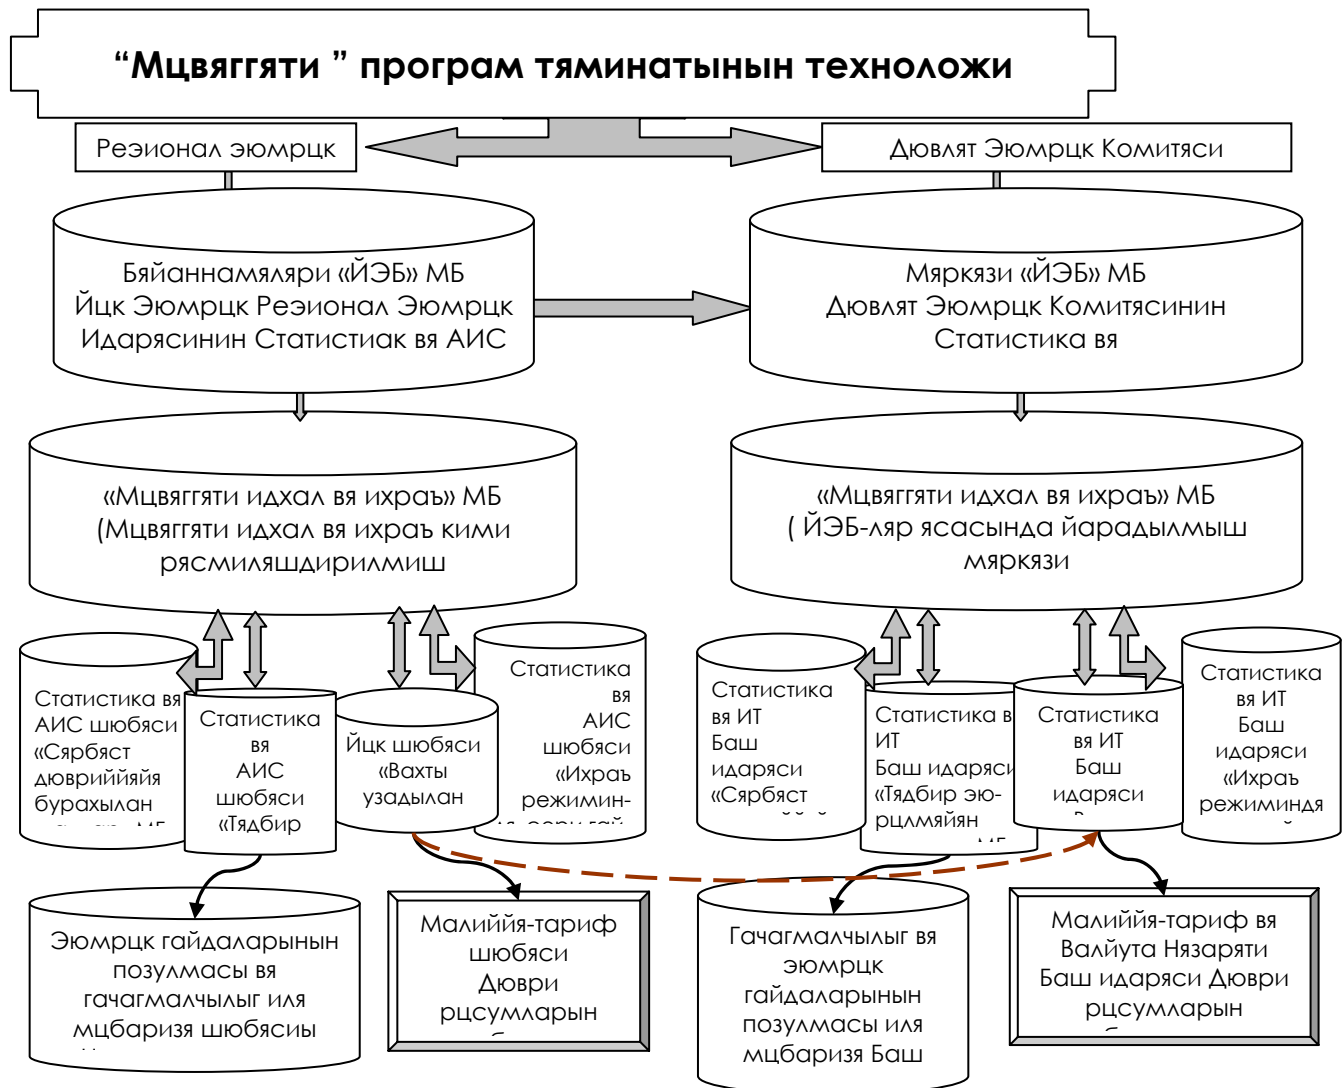 “Мцвяггяти ” програм тяминатынын техноложи
Реэионал эюмрцк
Дювлят Эюмрцк Комитяси
Бяйаннамяляри «ЙЭБ» МБ
Йцк Эюмрцк Реэионал Эюмрцк
Идарясинин Статистиак вя АИС
Мяркязи «ЙЭБ» МБ
Дювлят Эюмрцк Комитясинин
Статистика вя
«Мцвяггяти идхал вя ихраъ» МБ
(Мцвяггяти идхал вя ихраъ кими
рясмиляшдирилмиш
«Мцвяггяти идхал вя ихраъ» МБ
( ЙЭБ-ляр ясасында йарадылмыш
мяркязи
Статистика вя
АИС шюбяси
«Сярбяст
дювриййяйя
бурахылан
Статистика
вя
АИС
шюбяси
«Тядбир
Йцк шюбяси
«Вахты
узадылан
Статистика
вя
АИС
шюбяси
«Ихраъ
режимин-
Статистика
вя ИТ
Баш
идаряси
«Сярбяст
Статистика в
ИТ
Баш идаряси
«Тядбир эю-
рцлмяйян
Статистика
вя ИТ
Баш
идаряси
Статистика
вя ИТ
Баш
идаряси
«Ихраъ
режиминдя
Эюмрцк гайдаларынын
позулмасы вя
гачагмалчылыг иля
мцбаризя шюбясиы
Малиййя-тариф
шюбяси
Дюври
рцсумларын
Гачагмалчылыг вя
эюмрцк
гайдаларынын
позулмасы иля
мцбаризя Баш
Малиййя-тариф вя
Валйута Нязаряти
Баш идаряси Дюври
рцсумларын